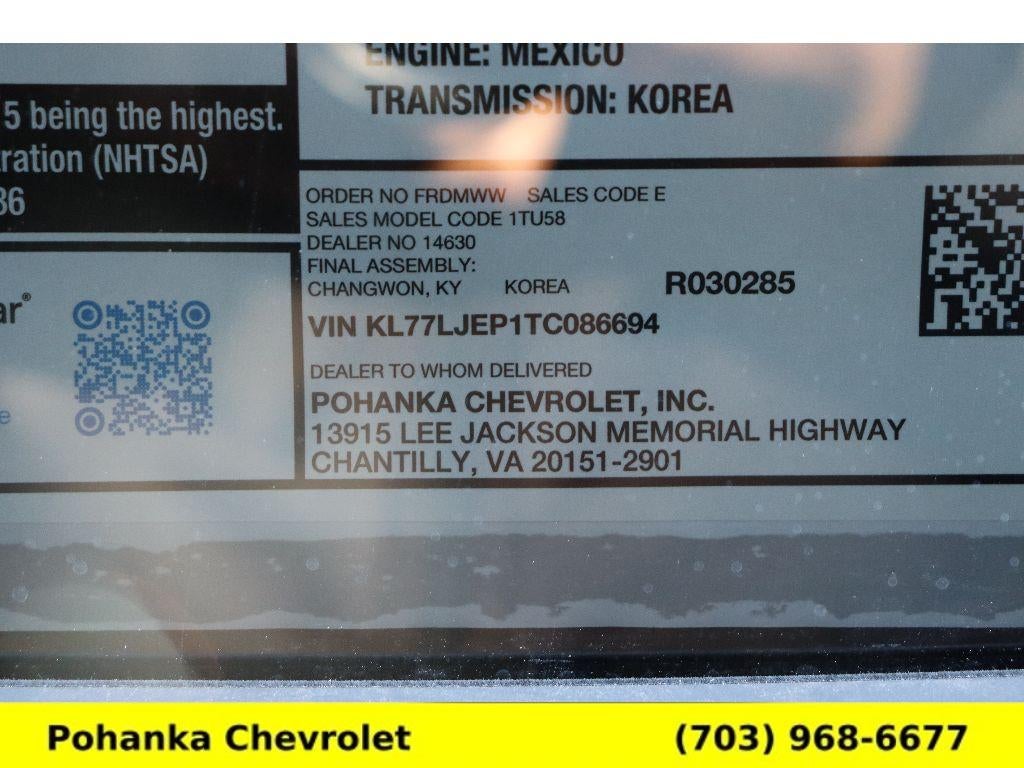 ENGINE: MEXICO
TRANSMISSION: KOREA
5 being the highest.
ration (NHTSA)
36
ORDER NO FRDMWW SALES CODE E
SALES MODEL CODE 1TU58
DEALER NO 14630
FINAL ASSEMBLY:
CHANGWON, KY KOREA R030285
VIN KL77LJEP1TC086694
DEALER TO WHOM DELIVERED
POHANKA CHEVROLET, INC.
13915 LEE JACKSON MEMORIAL HIGHWAY
CHANTILLY, VA 20151-2901
ar®
e
Pohanka Chevrolet (703) 968-6677